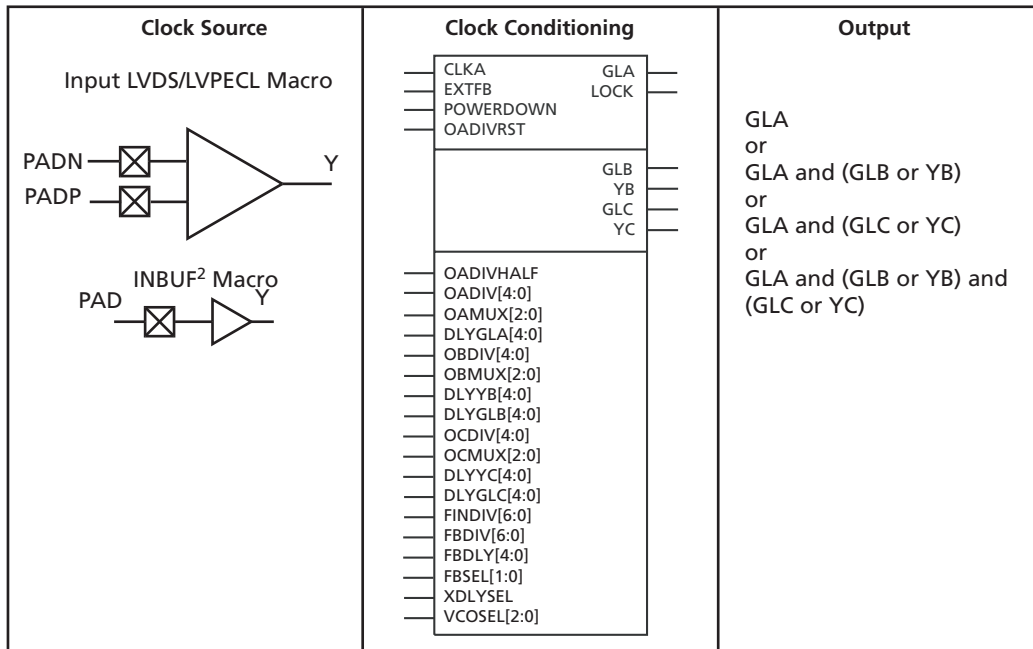 Clock Source
Input LVDS/LVPECL Macro
PADN
PADP
Y
INBUF² Macro
PAD
Y
Clock Conditioning
CLKA
EXTFB
POWERDOWN
OADIVRST
GLA
LOCK
GLB
YB
GLC
YC
OADIVHALF
OADIV[4:0]
OAMUX[2:0]
DLYGLA[4:0]
OBDIV[4:0]
OBMUX[2:0]
DLYYB[4:0]
DLYGLB[4:0]
OCDIV[4:0]
OCMUX[2:0]
DLYYC[4:0]
DLYGLC[4:0]
FINDIV[6:0]
FBDIV[6:0]
FBDLY[4:0]
FBSEL[1:0]
XDLYSEL
VCOSEL[2:0]
Output
GLA
or
GLA and (GLB or YB)
or
GLA and (GLC or YC)
or
GLA and (GLB or YB) and
(GLC or YC)